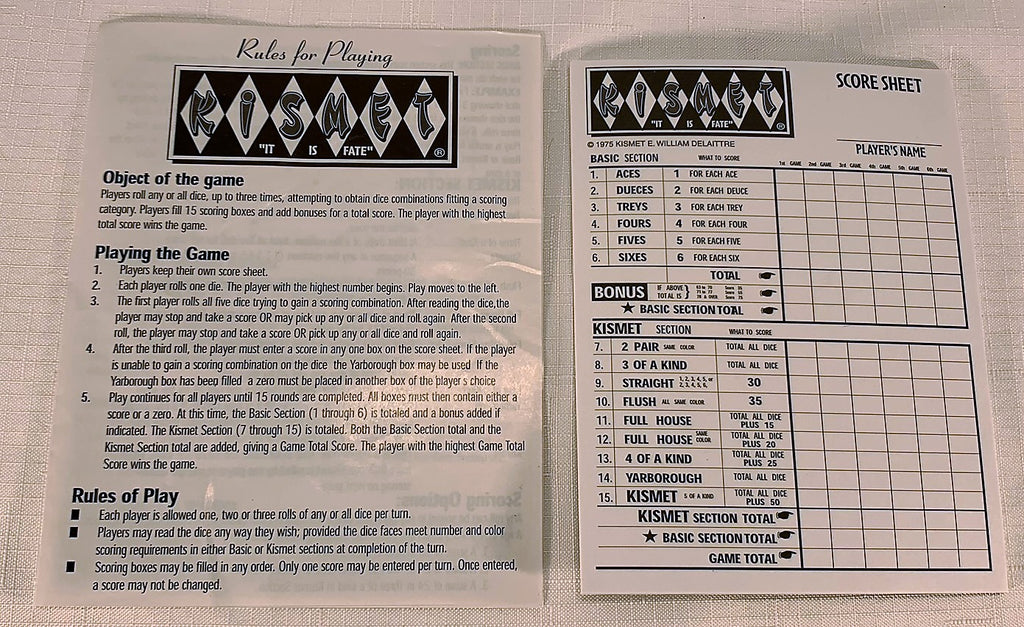 Rules for Playing
KISMET
"IT IS FATE" ®
Object of the game
Players roll any or all dice, up to three times, attempting to obtain dice combinations fitting a scoring
category. Players fill 15 scoring boxes and add bonuses for a total score. The player with the highest
total score wins the game.
Playing the Game
1. Players keep their own score sheet.
2. Each player rolls one die. The player with the highest number begins. Play moves to the left.
3. The first player rolls all five dice trying to gain a scoring combination. After reading the dice,the
player may stop and take a score OR may pick up any or all dice and roll again After the second
roll, the player may stop and take a score OR pick up any or all dice and roll again.
4. After the third roll, the player must enter a score in any one box on the score sheet. If the player
is unable to gain a scoring combination on the dice the Yarborough box may be used If the
Yarborough box has been filled a zero must be placed in another box of the player's choice
5. Play continues for all players until 15 rounds are completed. All boxes must then contain either a
score or a zero. At this time, the Basic Section (1 through 6) is totaled and a bonus added if
indicated. The Kismet Section (7 through 15) is totaled. Both the Basic Section total and the
Kismet Section total are added, giving a Game Total Score. The player with the highest Game Total
Score wins the game.
Rules of Play
■ Each player is allowed one, two or three rolls of any or all dice per turn.
■ Players may read the dice any way they wish; provided the dice faces meet number and color
scoring requirements in either Basic or Kismet sections at completion of the turn.
■ Scoring boxes may be filled in any order. Only one score may be entered per turn. Once entered,
a score may not be changed.
KISMET
"IT IS FATE" ®
SCORE SHEET
© 1975 KISMET E. WILLIAM DELAITTRE
PLAYER'S NAME
BASIC SECTION WHAT TO SCORE 1st GAME 2nd GAME 3rd GAME 4th GAME 5th GAME 6th GAME
1. ACES 1 FOR EACH ACE
2. DUECES 2 FOR EACH DEUCE
3. TREYS 3 FOR EACH TREY
4. FOURS 4 FOR EACH FOUR
5. FIVES 5 FOR EACH FIVE
6. SIXES 6 FOR EACH SIX
TOTAL
BONUS IF ABOVE TOTAL IS
★ BASIC SECTION TOAL
KISMET SECTION WHAT TO SCORE
7. 2 PAIR SAME COLOR TOTAL ALL DICE
8. 3 OF A KIND TOTAL ALL DICE
9. STRAIGHT 1, 2, 3, 4, 5, or 2, 3, 4, 5, 6, 30
10. FLUSH ALL SAME COLOR 35
11. FULL HOUSE TOTAL ALL DICE PLUS 15
12. FULL HOUSE SAME COLOR TOTAL ALL DICE PLUS 20
13. 4 OF A KIND TOTAL ALL DICE PLUS 25
14. YARBOROUGH TOTAL ALL DICE
15. KISMET 5 OF A KIND TOTAL ALL DICE PLUS 50
KISMET SECTION TOTAL
★ BASIC SECTION TOTAL
GAME TOTAL